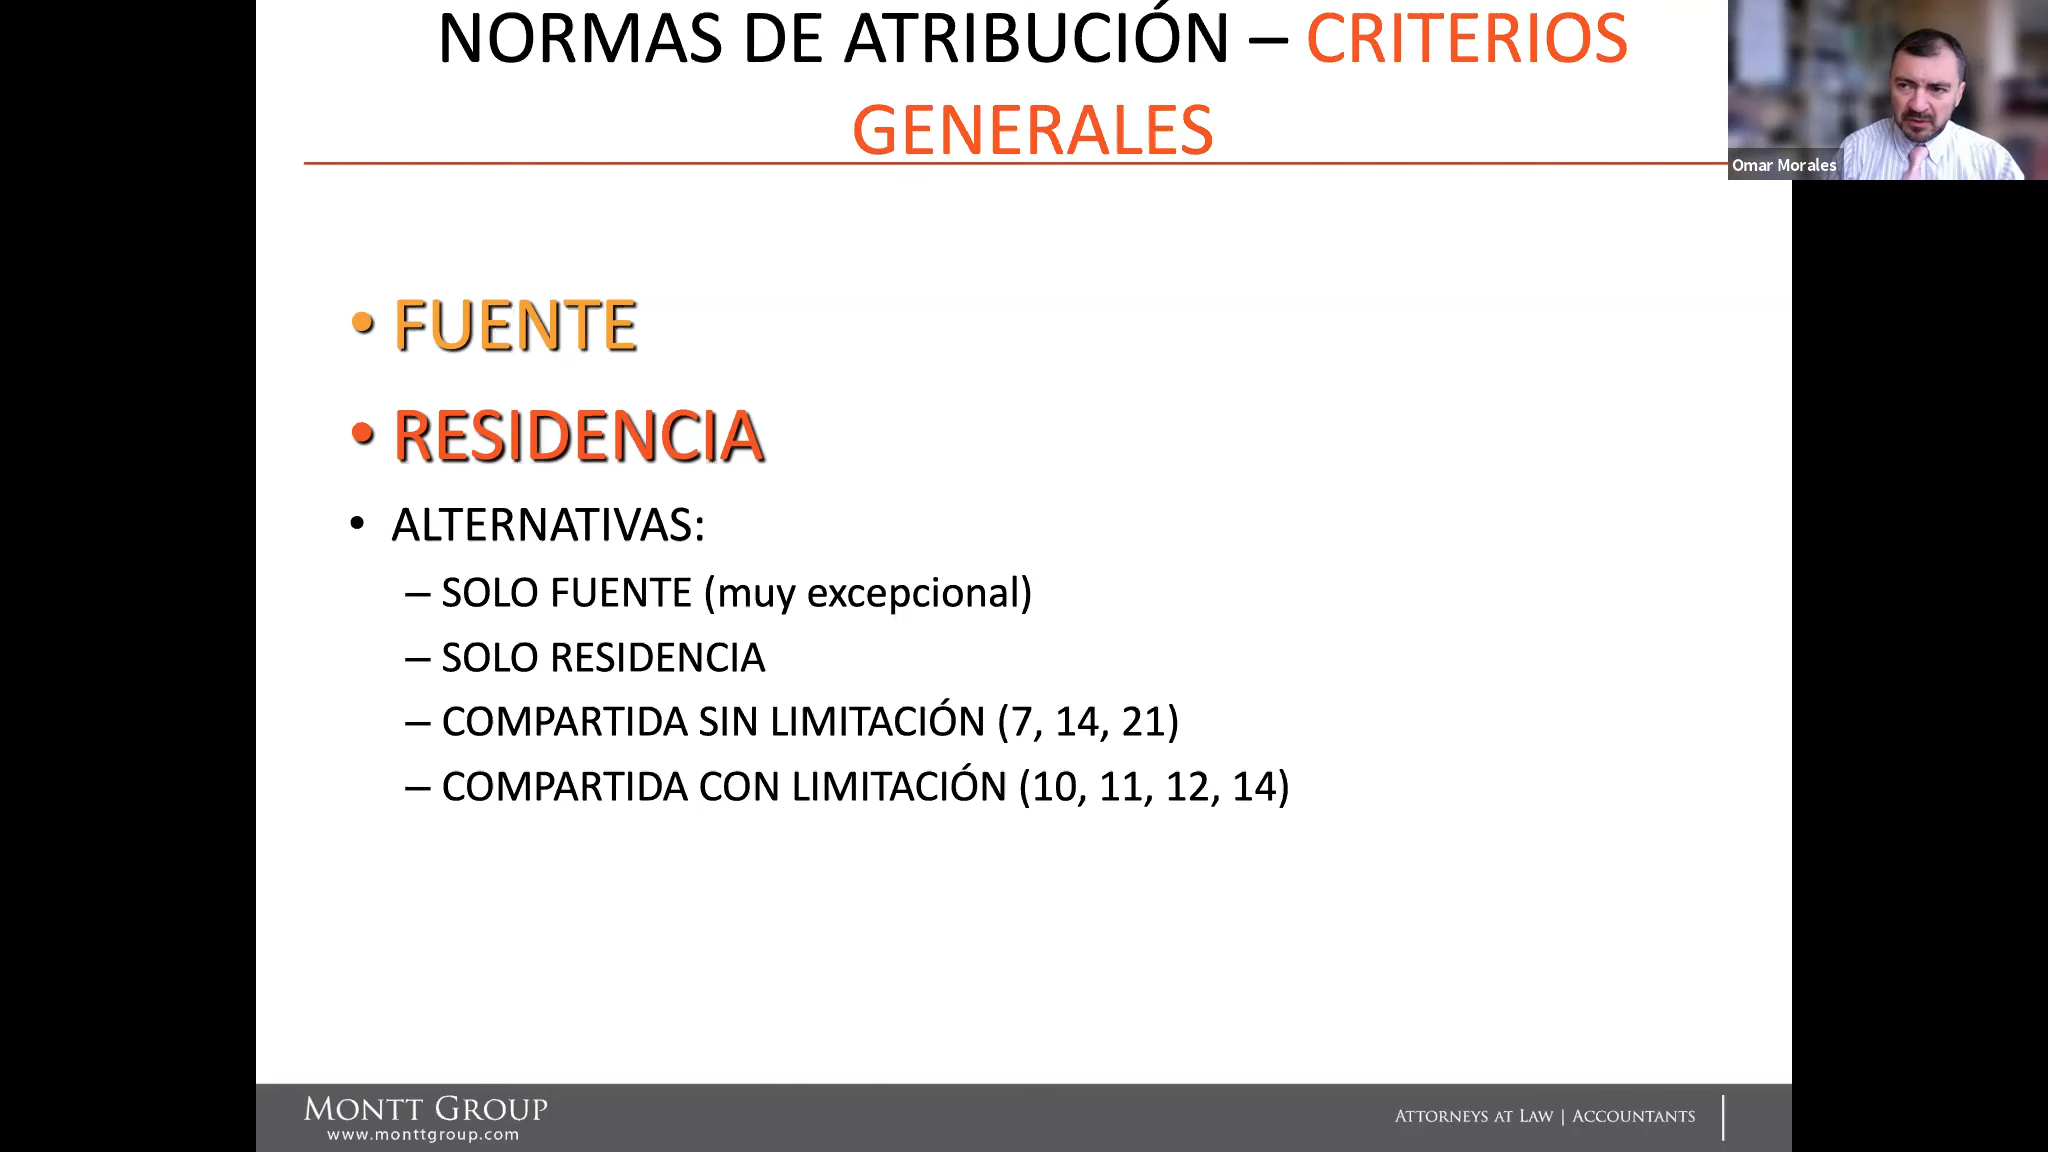 NORMAS DE ATRIBUCIÓN – CRITERIOS
GENERALES
Omar Morales
• FUENTE
• RESIDENCIA
• ALTERNATIVAS:
– SOLO FUENTE (muy excepcional)
– SOLO RESIDENCIA
– COMPARTIDA SIN LIMITACIÓN (7, 14, 21)
– COMPARTIDA CON LIMITACIÓN (10, 11, 12, 14)
MONTT GROUP
www.monttgroup.com
ATTORNEYS AT LAW | ACCOUNTANTS